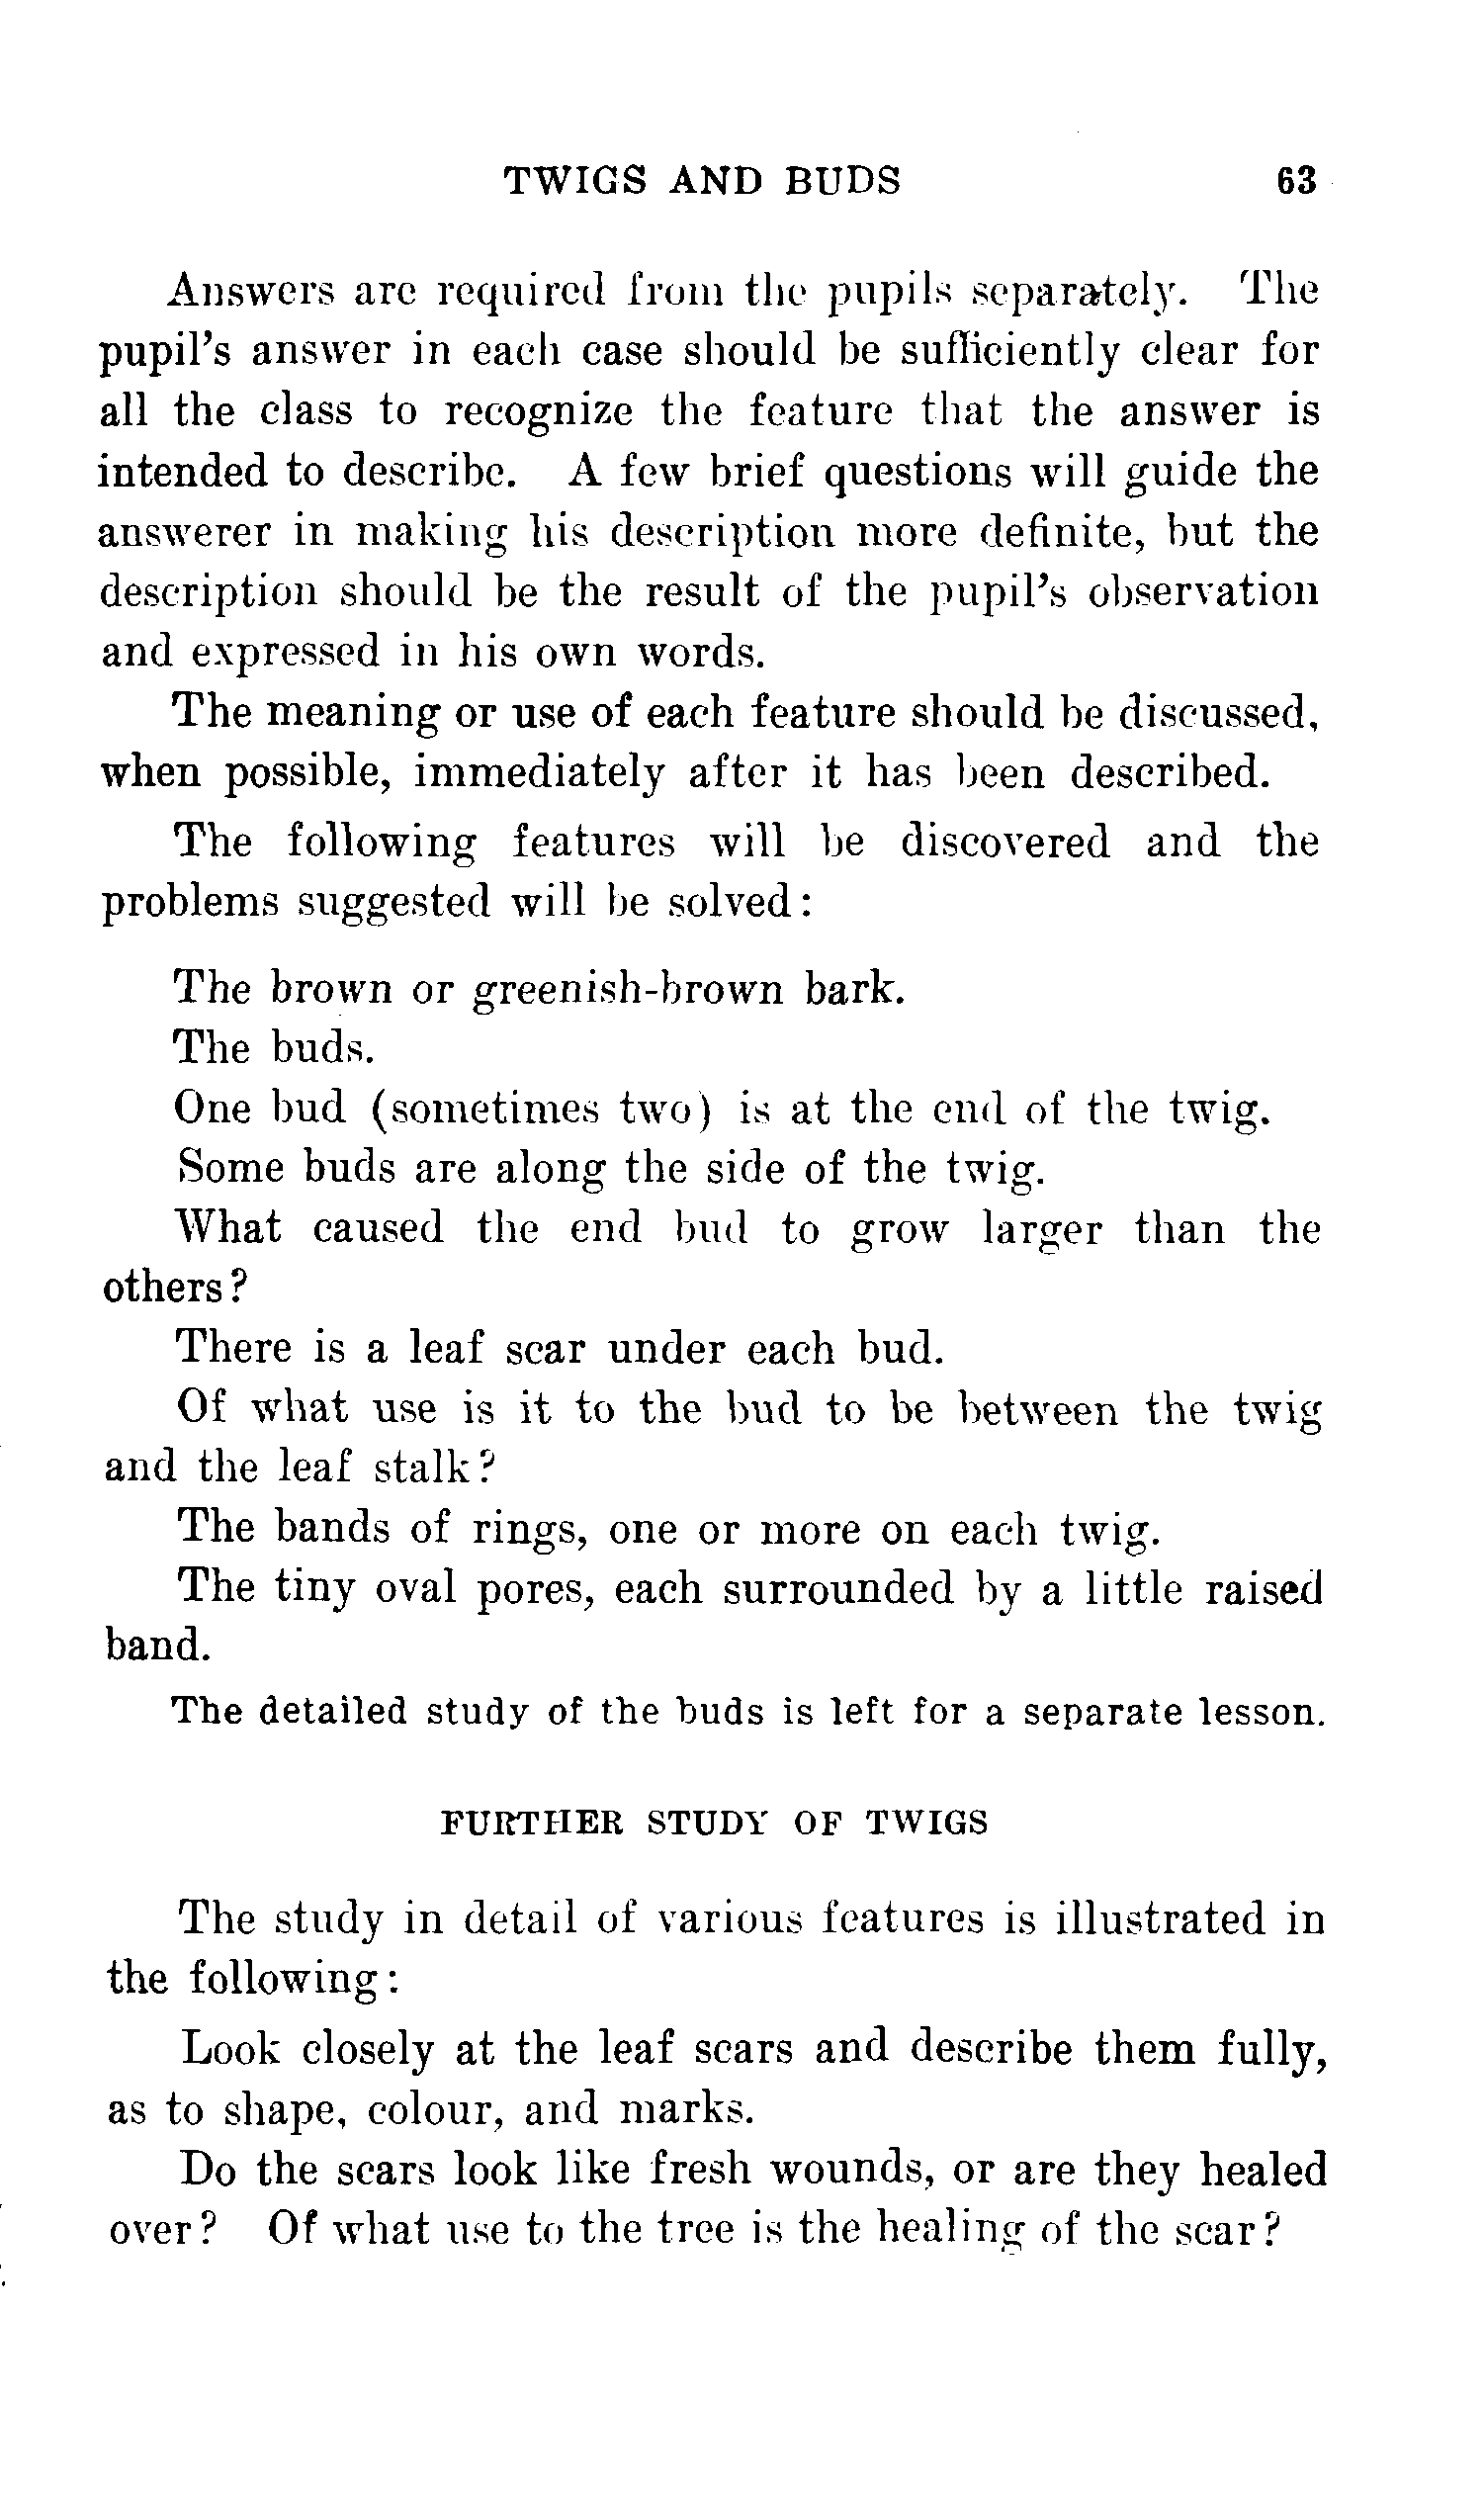 TWIGS AND BUDS 63
Answers are required from the pupils separately. The
pupil's answer in each case should be sufficiently clear for
all the class to recognize the feature that the answer is
intended to describe. A few brief questions will guide the
answerer in making his description more definite, but the
description should be the result of the pupil's observation
and expressed in his own words.
The meaning or use of each feature should be discussed,
when possible, immediately after it has been described.
The following features will be discovered and the
problems suggested will be solved:
The brown or greenish-brown bark.
The buds.
One bud (sometimes two) is at the end of the twig.
Some buds are along the side of the twig.
What caused the end bud to grow larger than the
others?
There is a leaf scar under each bud.
Of what use is it to the bud to be between the twig
and the leaf stalk?
The bands of rings, one or more on each twig.
The tiny oval pores, each surrounded by a little raised
band.
The detailed study of the buds is left for a separate lesson.
FURTHER STUDY OF TWIGS
The study in detail of various features is illustrated in
the following:
Look closely at the leaf scars and describe them fully,
as to shape, colour, and marks.
Do the scars look like fresh wounds, or are they healed
over? Of what use to the tree is the healing of the scar?